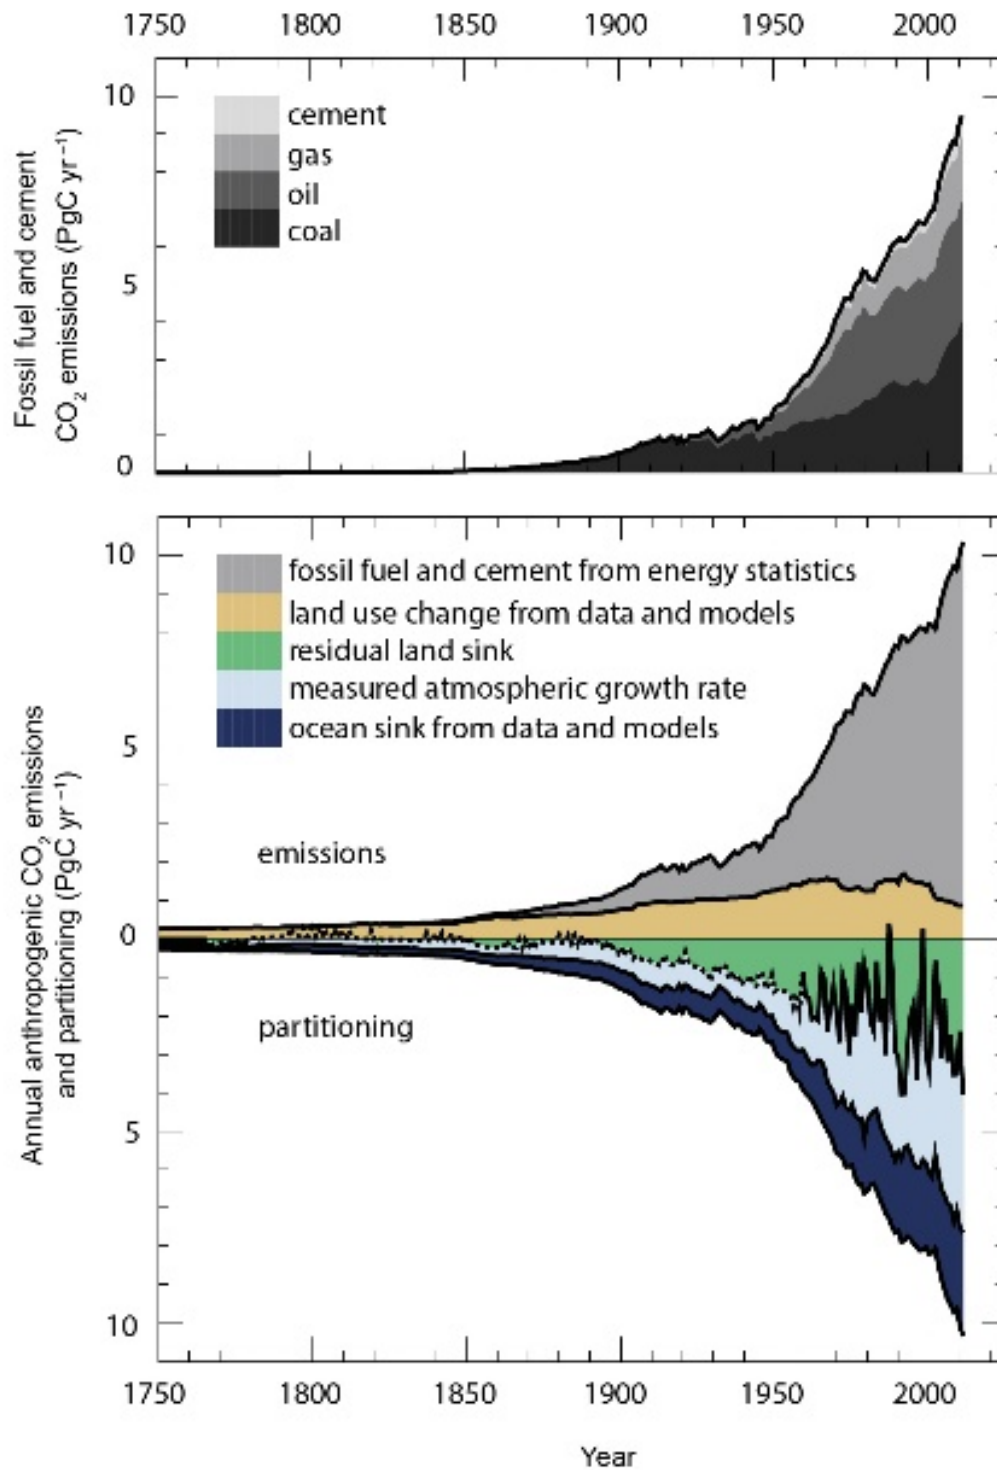 1750 1800 1850 1900 1950 2000
Fossil fuel and cement
CO₂ emissions (PgC yr⁻¹)
10
5
0
cement
gas
oil
coal
Annual anthropogenic CO₂ emissions
and partitioning (PgC yr⁻¹)
10
5
0
5
10
fossil fuel and cement from energy statistics
land use change from data and models
residual land sink
measured atmospheric growth rate
ocean sink from data and models
emissions
partitioning
1750 1800 1850 1900 1950 2000
Year